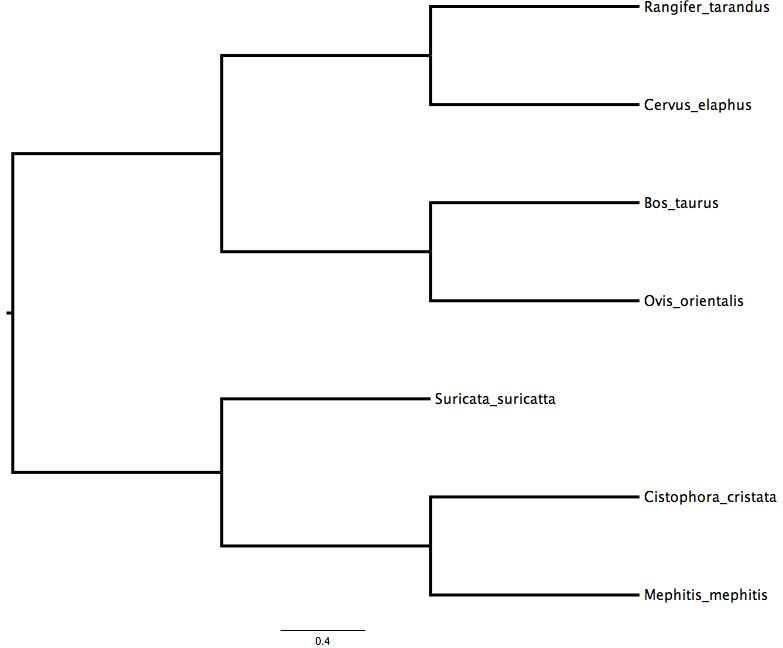 Rangifer_tarandus
Cervus_elaphus
Bos_taurus
Ovis_orientalis
Suricata_suricatta
Cistophora_cristata
Mephitis_mephitis
0.4